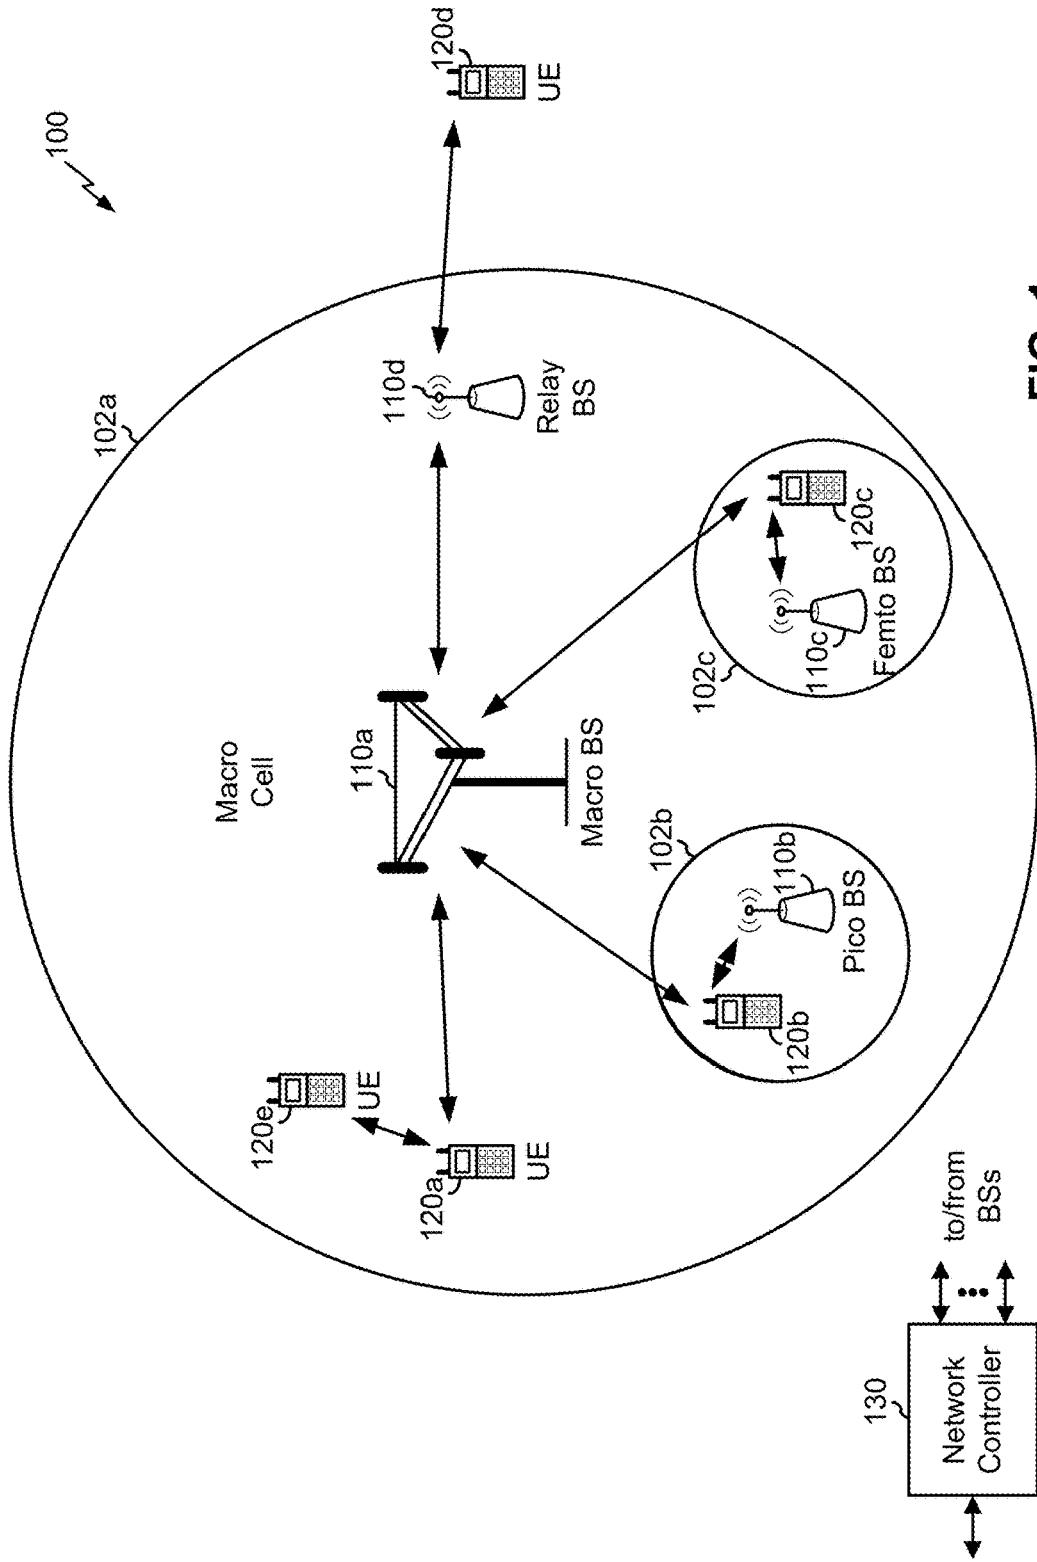 100
102a
Macro
Cell
110a
Macro BS
110d
Relay
BS
120d
UE
120e
UE
120a
UE
102b
110b
Pico BS
120b
102c
110c
Femto BS
120c
130
Network
Controller
to/from
BSs